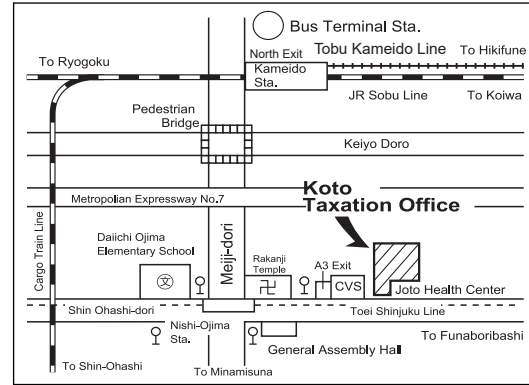 Bus Terminal Sta.
North Exit
Tobu Kameido Line
To Hikifune
To Ryogoku
Kameido
Sta.
JR Sobu Line
To Koiwa
Pedestrian
Bridge
Keiyo Doro
Metropolian Expressway No.7
Koto
Taxation Office
Cargo Train Line
Daiichi Ojima
Elementary School
文
Meiji-dori
Rakanji
Temple
卍
A3 Exit
CVS
Joto Health Center
Shin Ohashi-dori
Toei Shinjuku Line
Nishi-Ojima
Sta.
To Funaboribashi
General Assembly Hall
To Shin-Ohashi
To Minamisuna